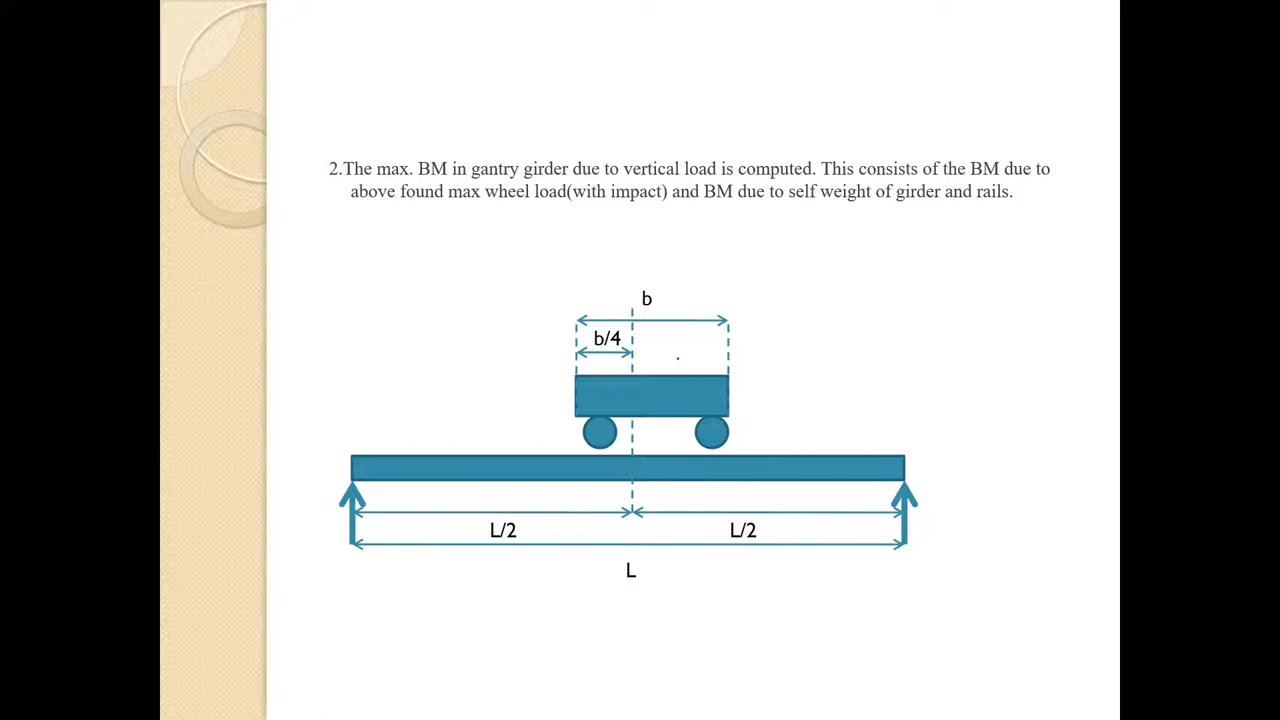 2.The max. BM in gantry girder due to vertical load is computed. This consists of the BM due to
above found max wheel load(with impact) and BM due to self weight of girder and rails.
b
b/4
L/2
L/2
L